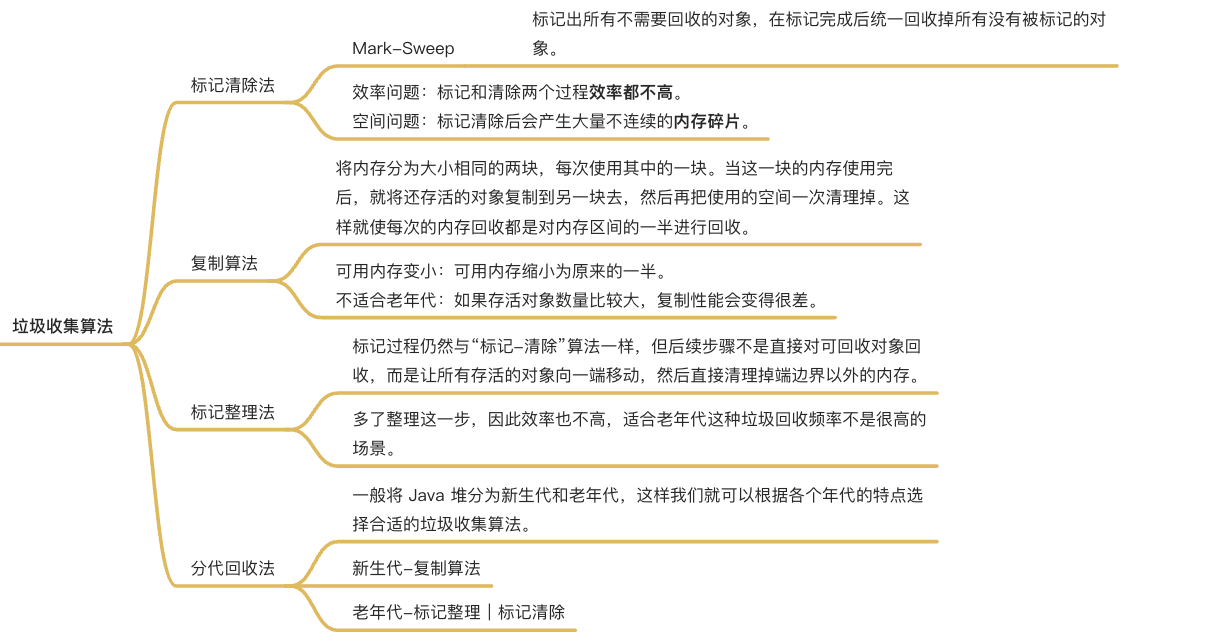 垃圾收集算法
标记清除法
Mark-Sweep
标记出所有不需要回收的对象，在标记完成后统一回收掉所有没有被标记的对
象。
效率问题：标记和清除两个过程效率都不高。
空间问题：标记清除后会产生大量不连续的内存碎片。
复制算法
将内存分为大小相同的两块，每次使用其中的一块。当这一块的内存使用完
后，就将还存活的对象复制到另一块去，然后再把使用的空间一次清理掉。这
样就使每次的内存回收都是对内存区间的一半进行回收。
可用内存变小：可用内存缩小为原来的一半。
不适合老年代：如果存活对象数量比较大，复制性能会变得很差。
标记整理法
标记过程仍然与“标记-清除”算法一样，但后续步骤不是直接对可回收对象回
收，而是让所有存活的对象向一端移动，然后直接清理掉端边界以外的内存。
多了整理这一步，因此效率也不高，适合老年代这种垃圾回收频率不是很高的
场景。
分代回收法
一般将 Java 堆分为新生代和老年代，这样我们就可以根据各个年代的特点选
择合适的垃圾收集算法。
新生代-复制算法
老年代-标记整理｜标记清除